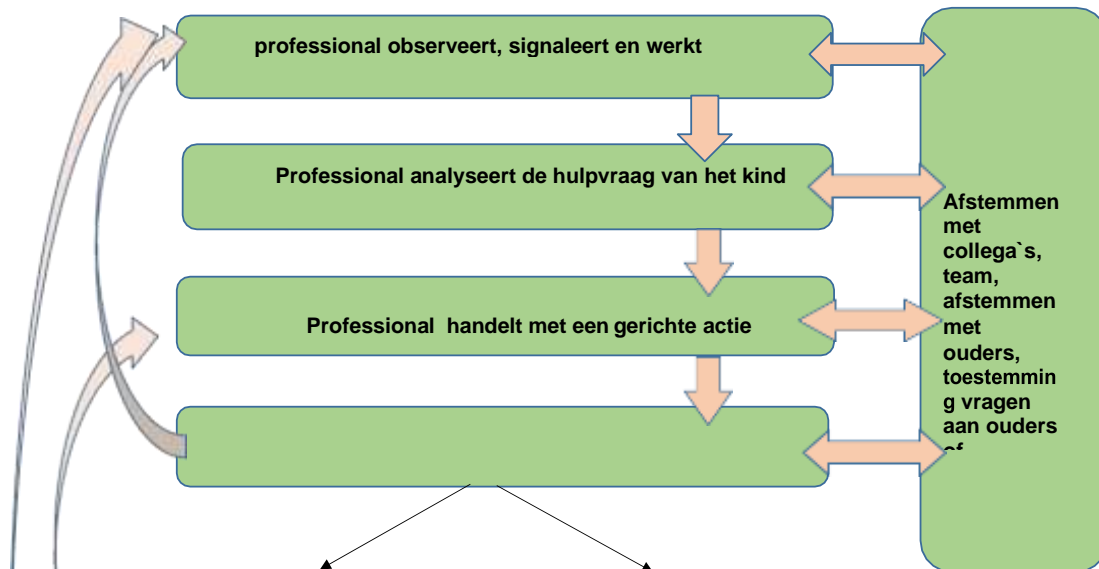 professional observeert, signaleert en werkt
Professional analyseert de hulpvraag van het kind
Professional handelt met een gerichte actie
Afstemmen
met
collega`s,
team,
afstemmen
met
ouders,
toestemmin
g vragen
aan ouders
of